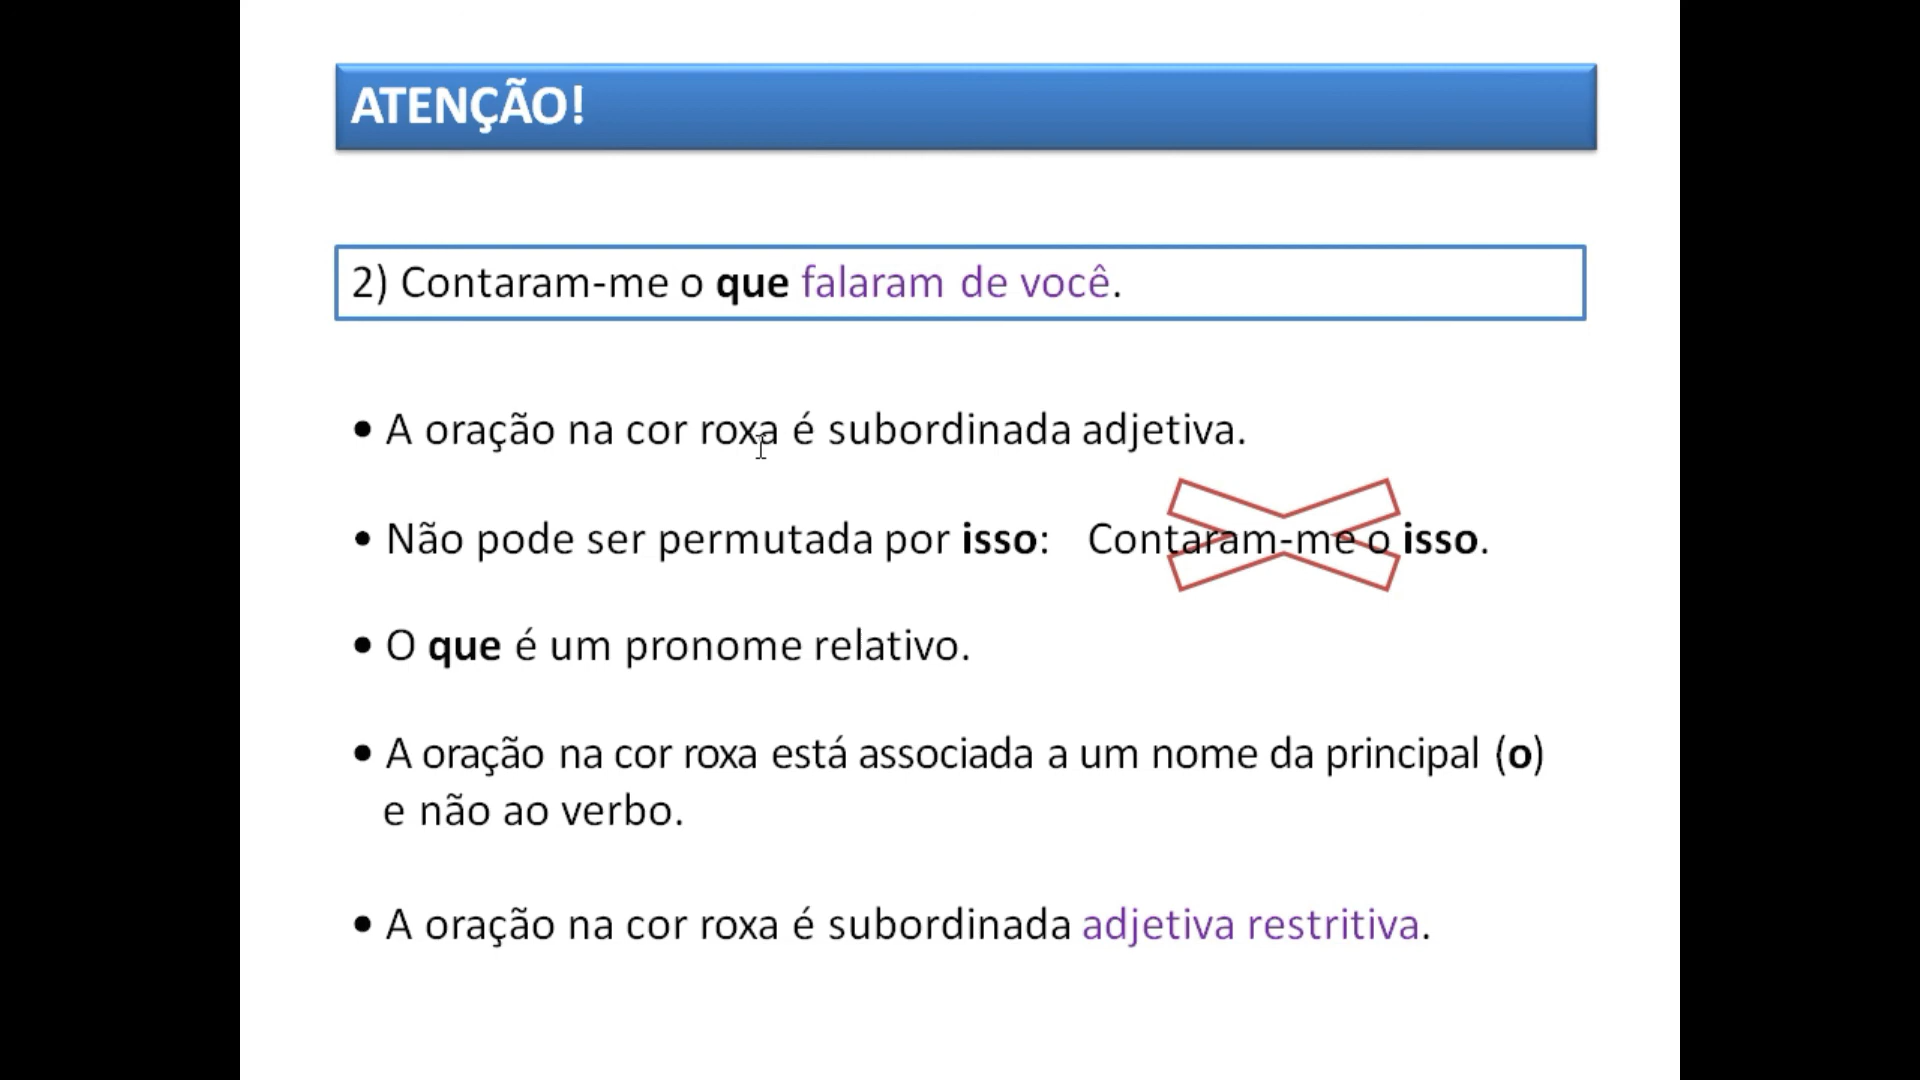 ATENÇÃO!
2) Contaram-me o que falaram de você.
• A oração na cor roxa é subordinada adjetiva.
• Não pode ser permutada por isso: Contaram-me o isso.
• O que é um pronome relativo.
• A oração na cor roxa está associada a um nome da principal (o)
e não ao verbo.
• A oração na cor roxa é subordinada adjetiva restritiva.